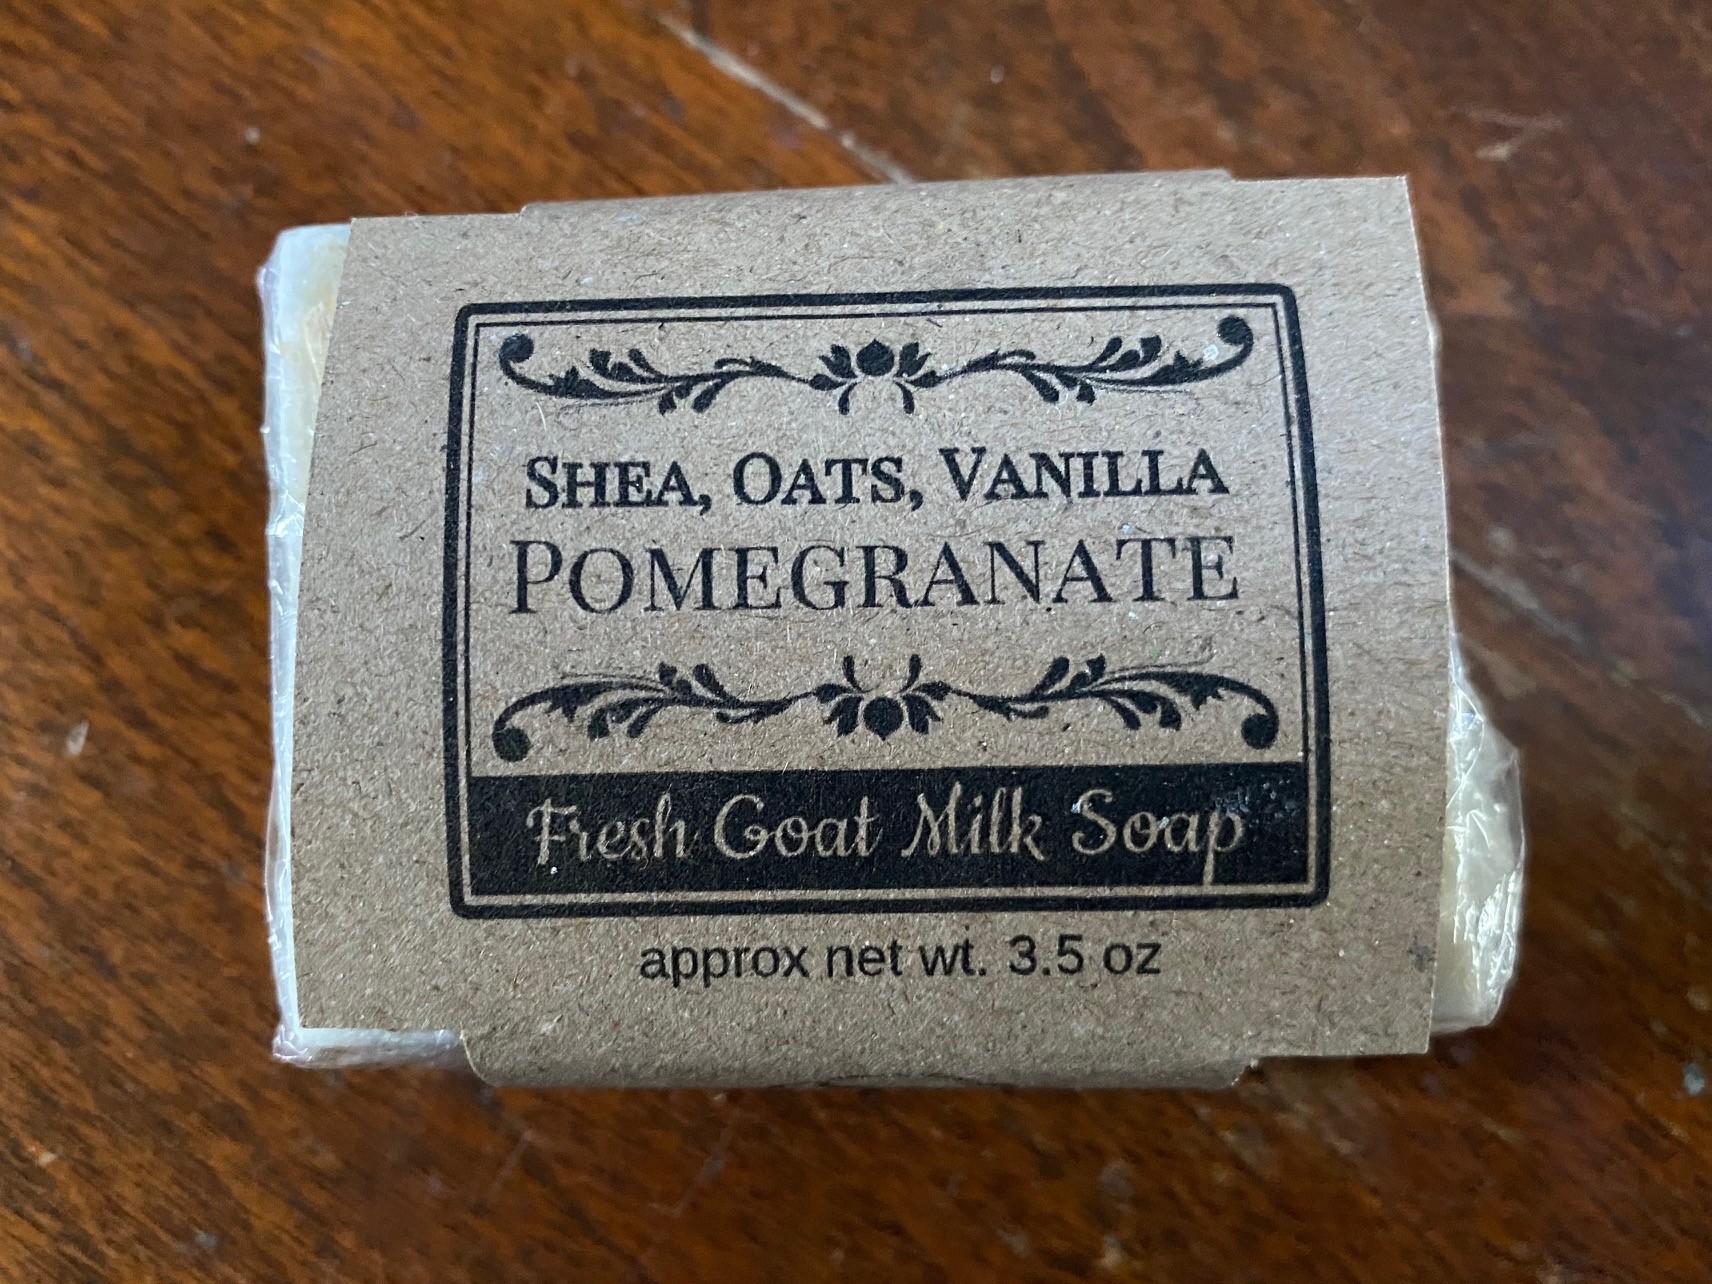 SHEA, OATS, VANILLA
POMEGRANATE
Fresh Goat Milk Soap
approx net wt. 3.5 oz